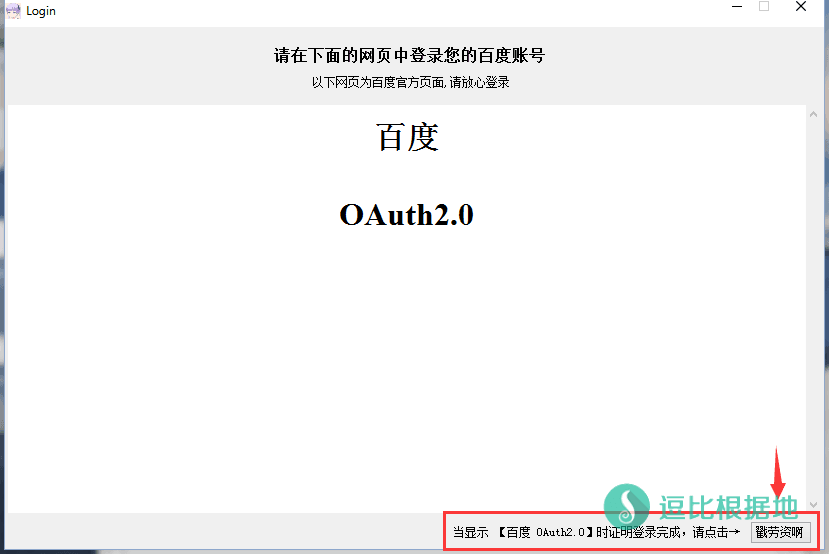 Login
请在下面的网页中登录您的百度账号
以下网页为百度官方页面,请放心登录
百度
OAuth2.0
逗比根据地
当显示 【百度 OAuth2.0】时证明登录完成，请点击→ 戳劳资啊